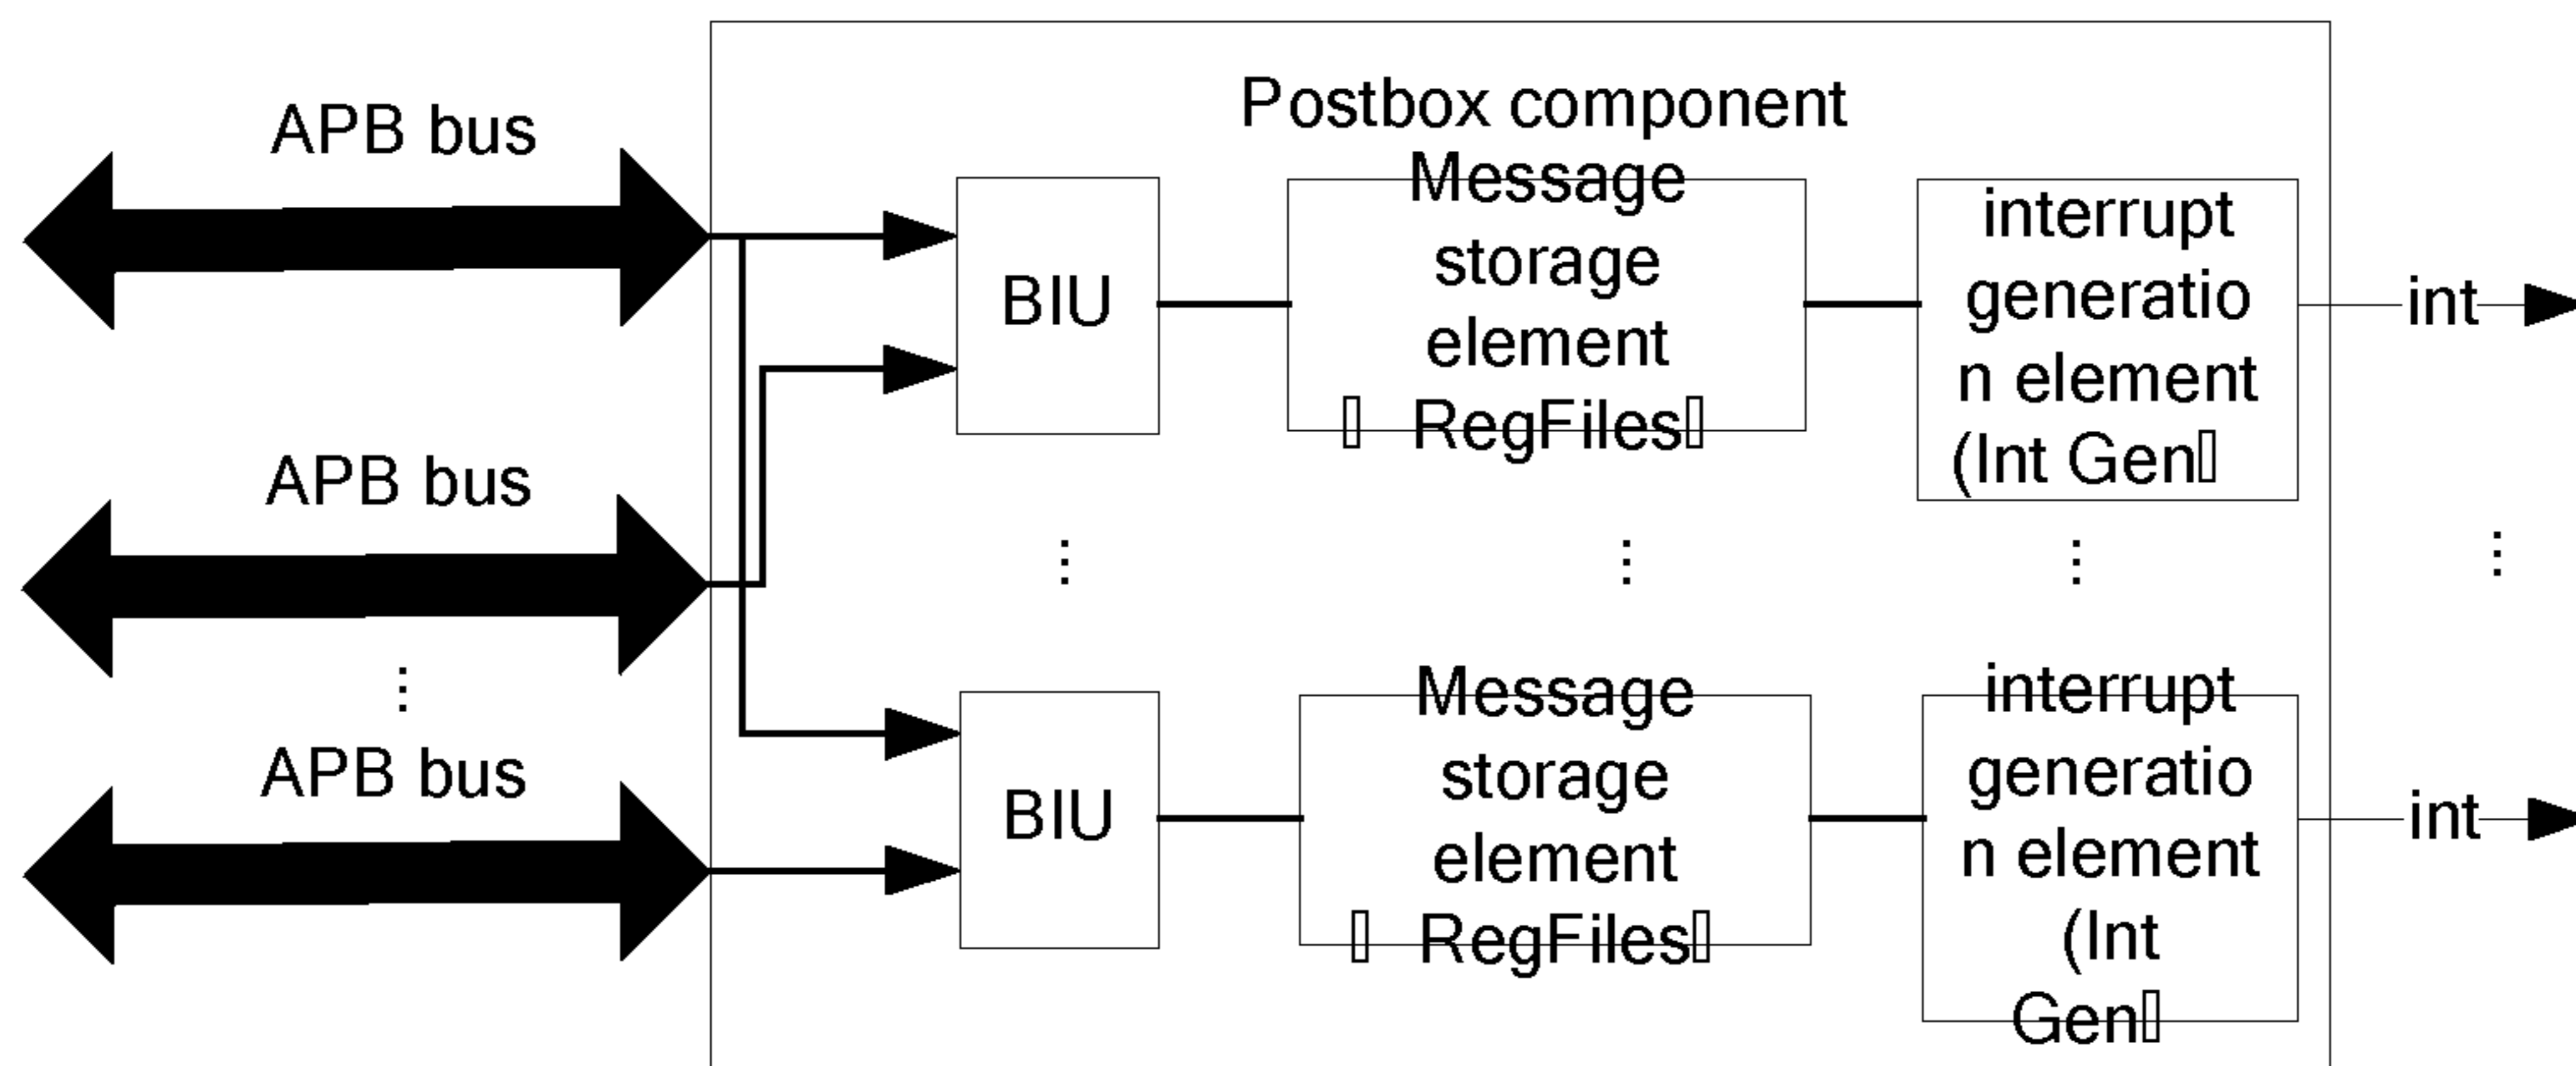 Postbox component
APB bus
Message
storage
element
RegFiles
interrupt
generatio
n element
(Int Gen
BIU
int
APB bus
⋮
⋮
⋮
⋮
⋮
APB bus
BIU
Message
storage
element
RegFiles
interrupt
generatio
n element
(Int
Gen
int